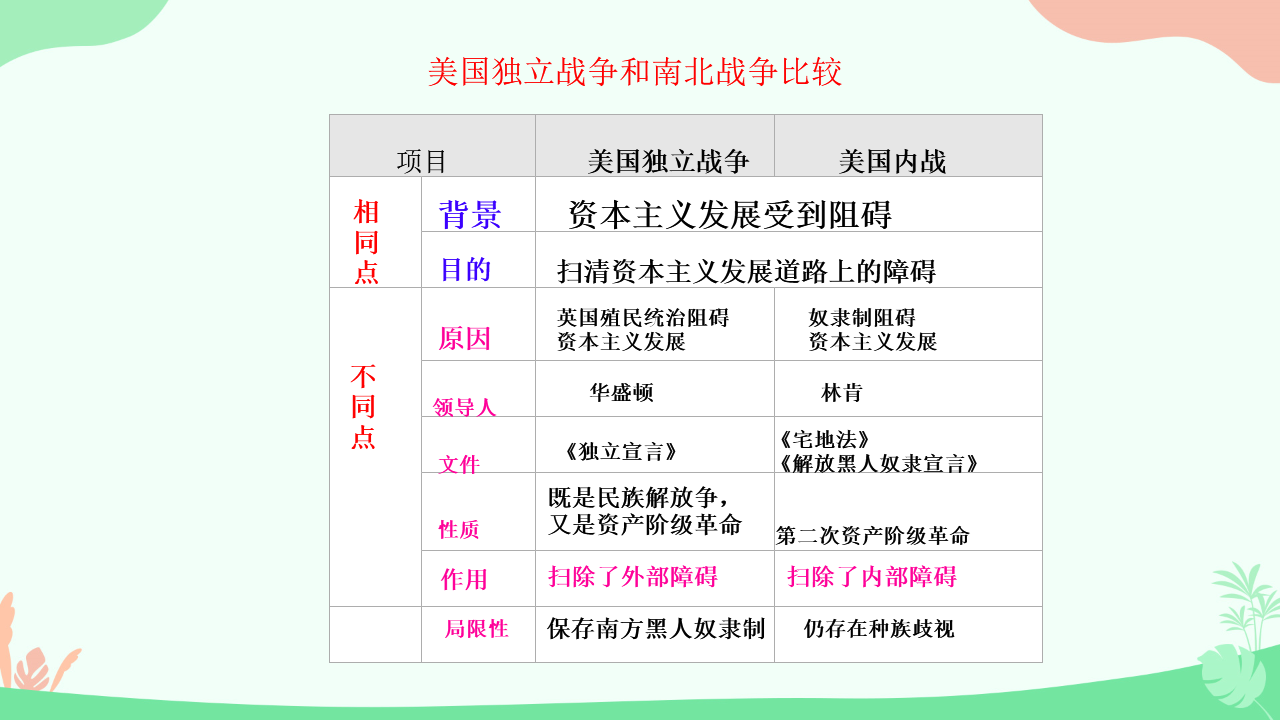 美国独立战争和南北战争比较
项目
美国独立战争
美国内战
相
同
点
背景
资本主义发展受到阻碍
目的
扫清资本主义发展道路上的障碍
不
同
点
原因
英国殖民统治阻碍
资本主义发展
奴隶制阻碍
资本主义发展
领导人
华盛顿
林肯
文件
《独立宣言》
《宅地法》
《解放黑人奴隶宣言》
性质
既是民族解放争，
又是资产阶级革命
第二次资产阶级革命
作用
扫除了外部障碍
扫除了内部障碍
局限性
保存南方黑人奴隶制
仍存在种族歧视